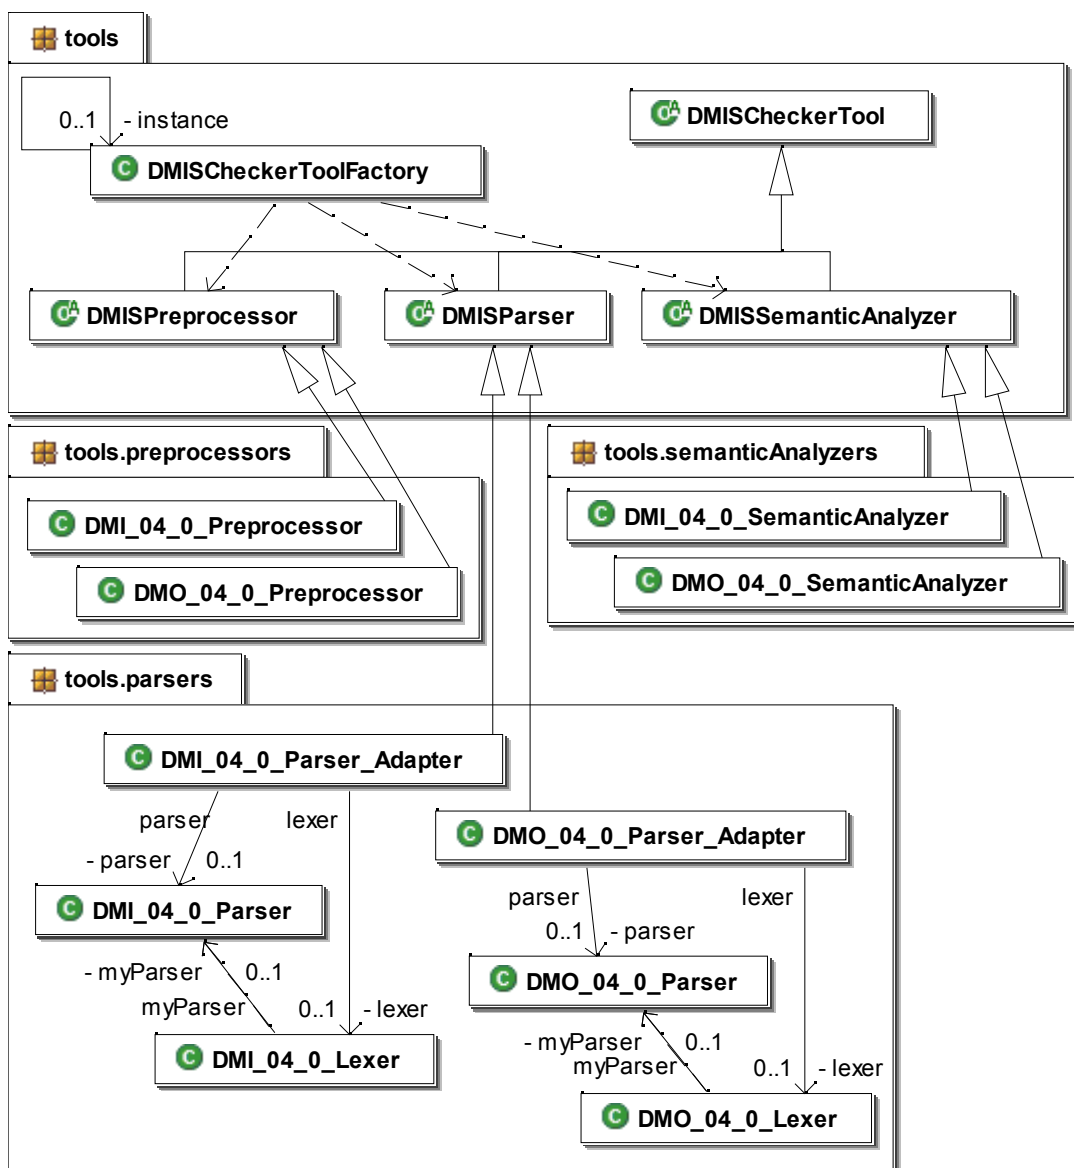 tools
DMISCheckerTool
0..1 - instance
DMISCheckerToolFactory
DMISPreprocessor
DMISParser
DMISSemanticAnalyzer
tools.preprocessors
DMI_04_0_Preprocessor
DMO_04_0_Preprocessor
tools.semanticAnalyzers
DMI_04_0_SemanticAnalyzer
DMO_04_0_SemanticAnalyzer
tools.parsers
DMI_04_0_Parser_Adapter
parser
lexer
- parser 0..1
DMI_04_0_Parser
- myParser 0..1
myParser
0..1 - lexer
DMI_04_0_Lexer
DMO_04_0_Parser_Adapter
parser
lexer
0..1 - parser
DMO_04_0_Parser
- myParser 0..1
myParser
0..1 - lexer
DMO_04_0_Lexer